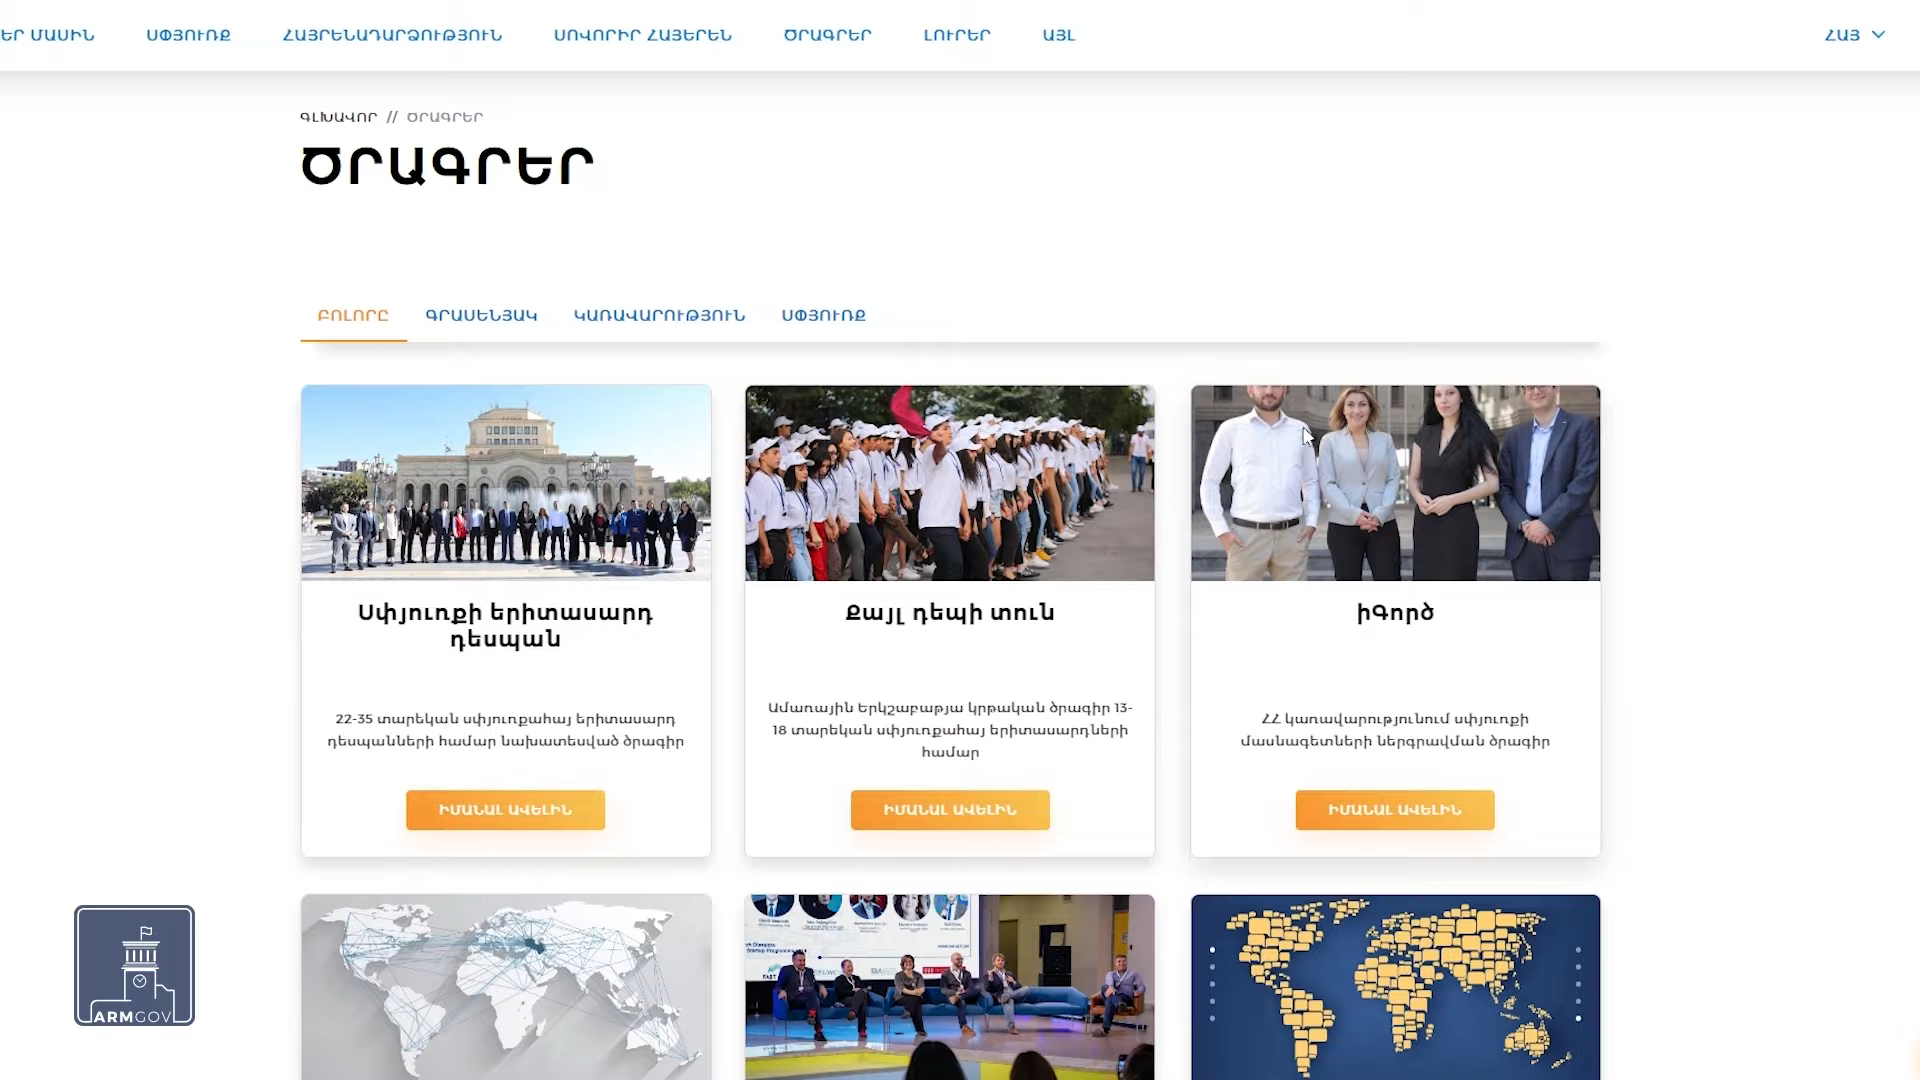 ԵՐ ՄԱՍԻՆ ՍՓՅՈՒՌՔ ՀԱՅՐԵՆԱԴԱՐՁՈՒԹՅՈՒՆ ՍՈՎՈՐԻՐ ՀԱՅԵՐԵՆ ԾՐԱԳՐԵՐ ԼՈՒՐԵՐ ԱՅԼ ՀԱՅ
ԳԼԽԱՎՈՐ // ԾՐԱԳՐԵՐ
ԾՐԱԳՐԵՐ
ԲՈԼՈՐԸ ԳՐԱՍԵՆՅԱԿ ԿԱՌԱՎԱՐՈՒԹՅՈՒՆ ՍՓՅՈՒՌՔ
Սփյուռքի երիտասարդ
դեսպան
22-35 տարեկան սփյուռքահայ երիտասարդ
դեսպանների համար նախատեսված ծրագիր
ԻՄԱՆԱԼ ԱՎԵԼԻՆ
Քայլ դեպի տուն
Ամառային երկշաբաթյա կրթական ծրագիր 13-
18 տարեկան սփյուռքահայ երիտասարդների
համար
ԻՄԱՆԱԼ ԱՎԵԼԻՆ
իԳործ
ՀՀ կառավարությունում սփյուռքի
մասնագետների ներգրավման ծրագիր
ԻՄԱՆԱԼ ԱՎԵԼԻՆ
ARMGOV